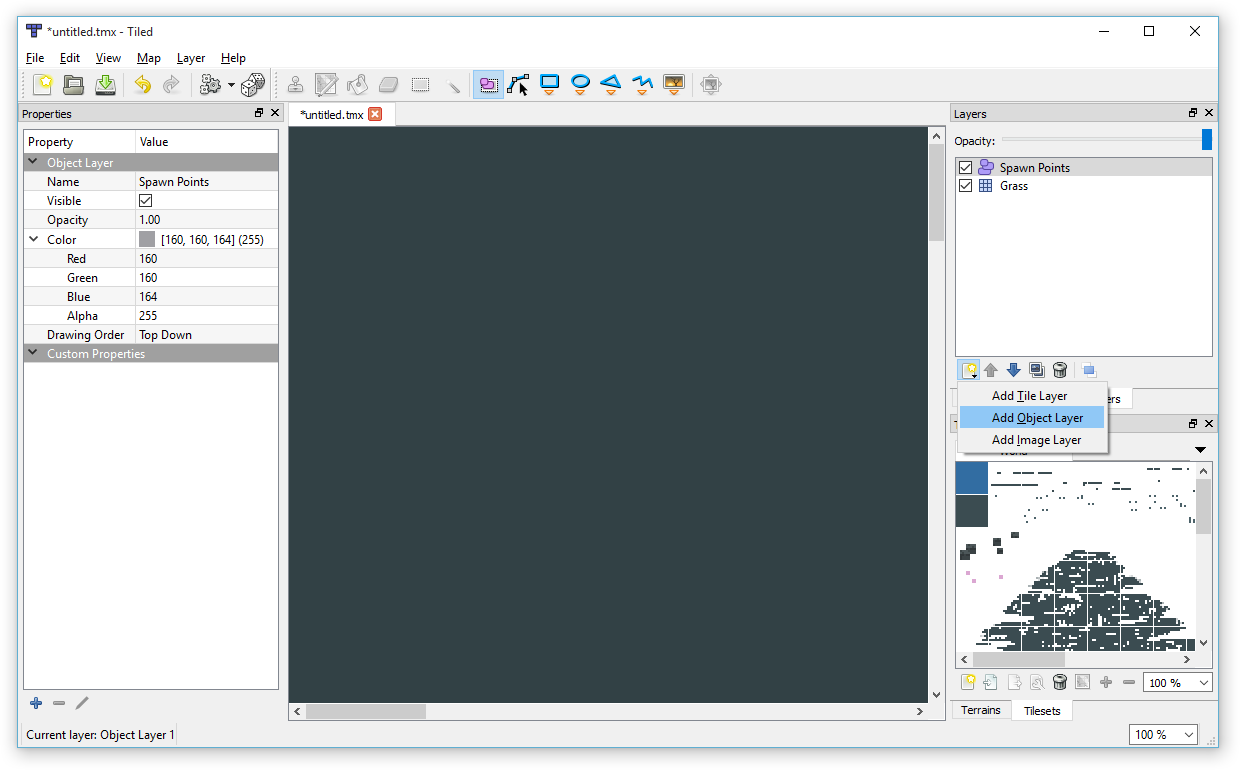 *untitled.tmx - Tiled
File Edit View Map Layer Help
Properties
*untitled.tmx
Layers
Property Value
Opacity:
Object Layer
Spawn Points
Name Spawn Points
Grass
Visible
Opacity 1.00
Color [160, 160, 164] (255)
Red 160
Green 160
Blue 164
Alpha 255
Drawing Order Top Down
Custom Properties
Add Tile Layer
Add Object Layer
Add Image Layer
100 %
Terrains Tilesets
Current layer: Object Layer 1
100 %